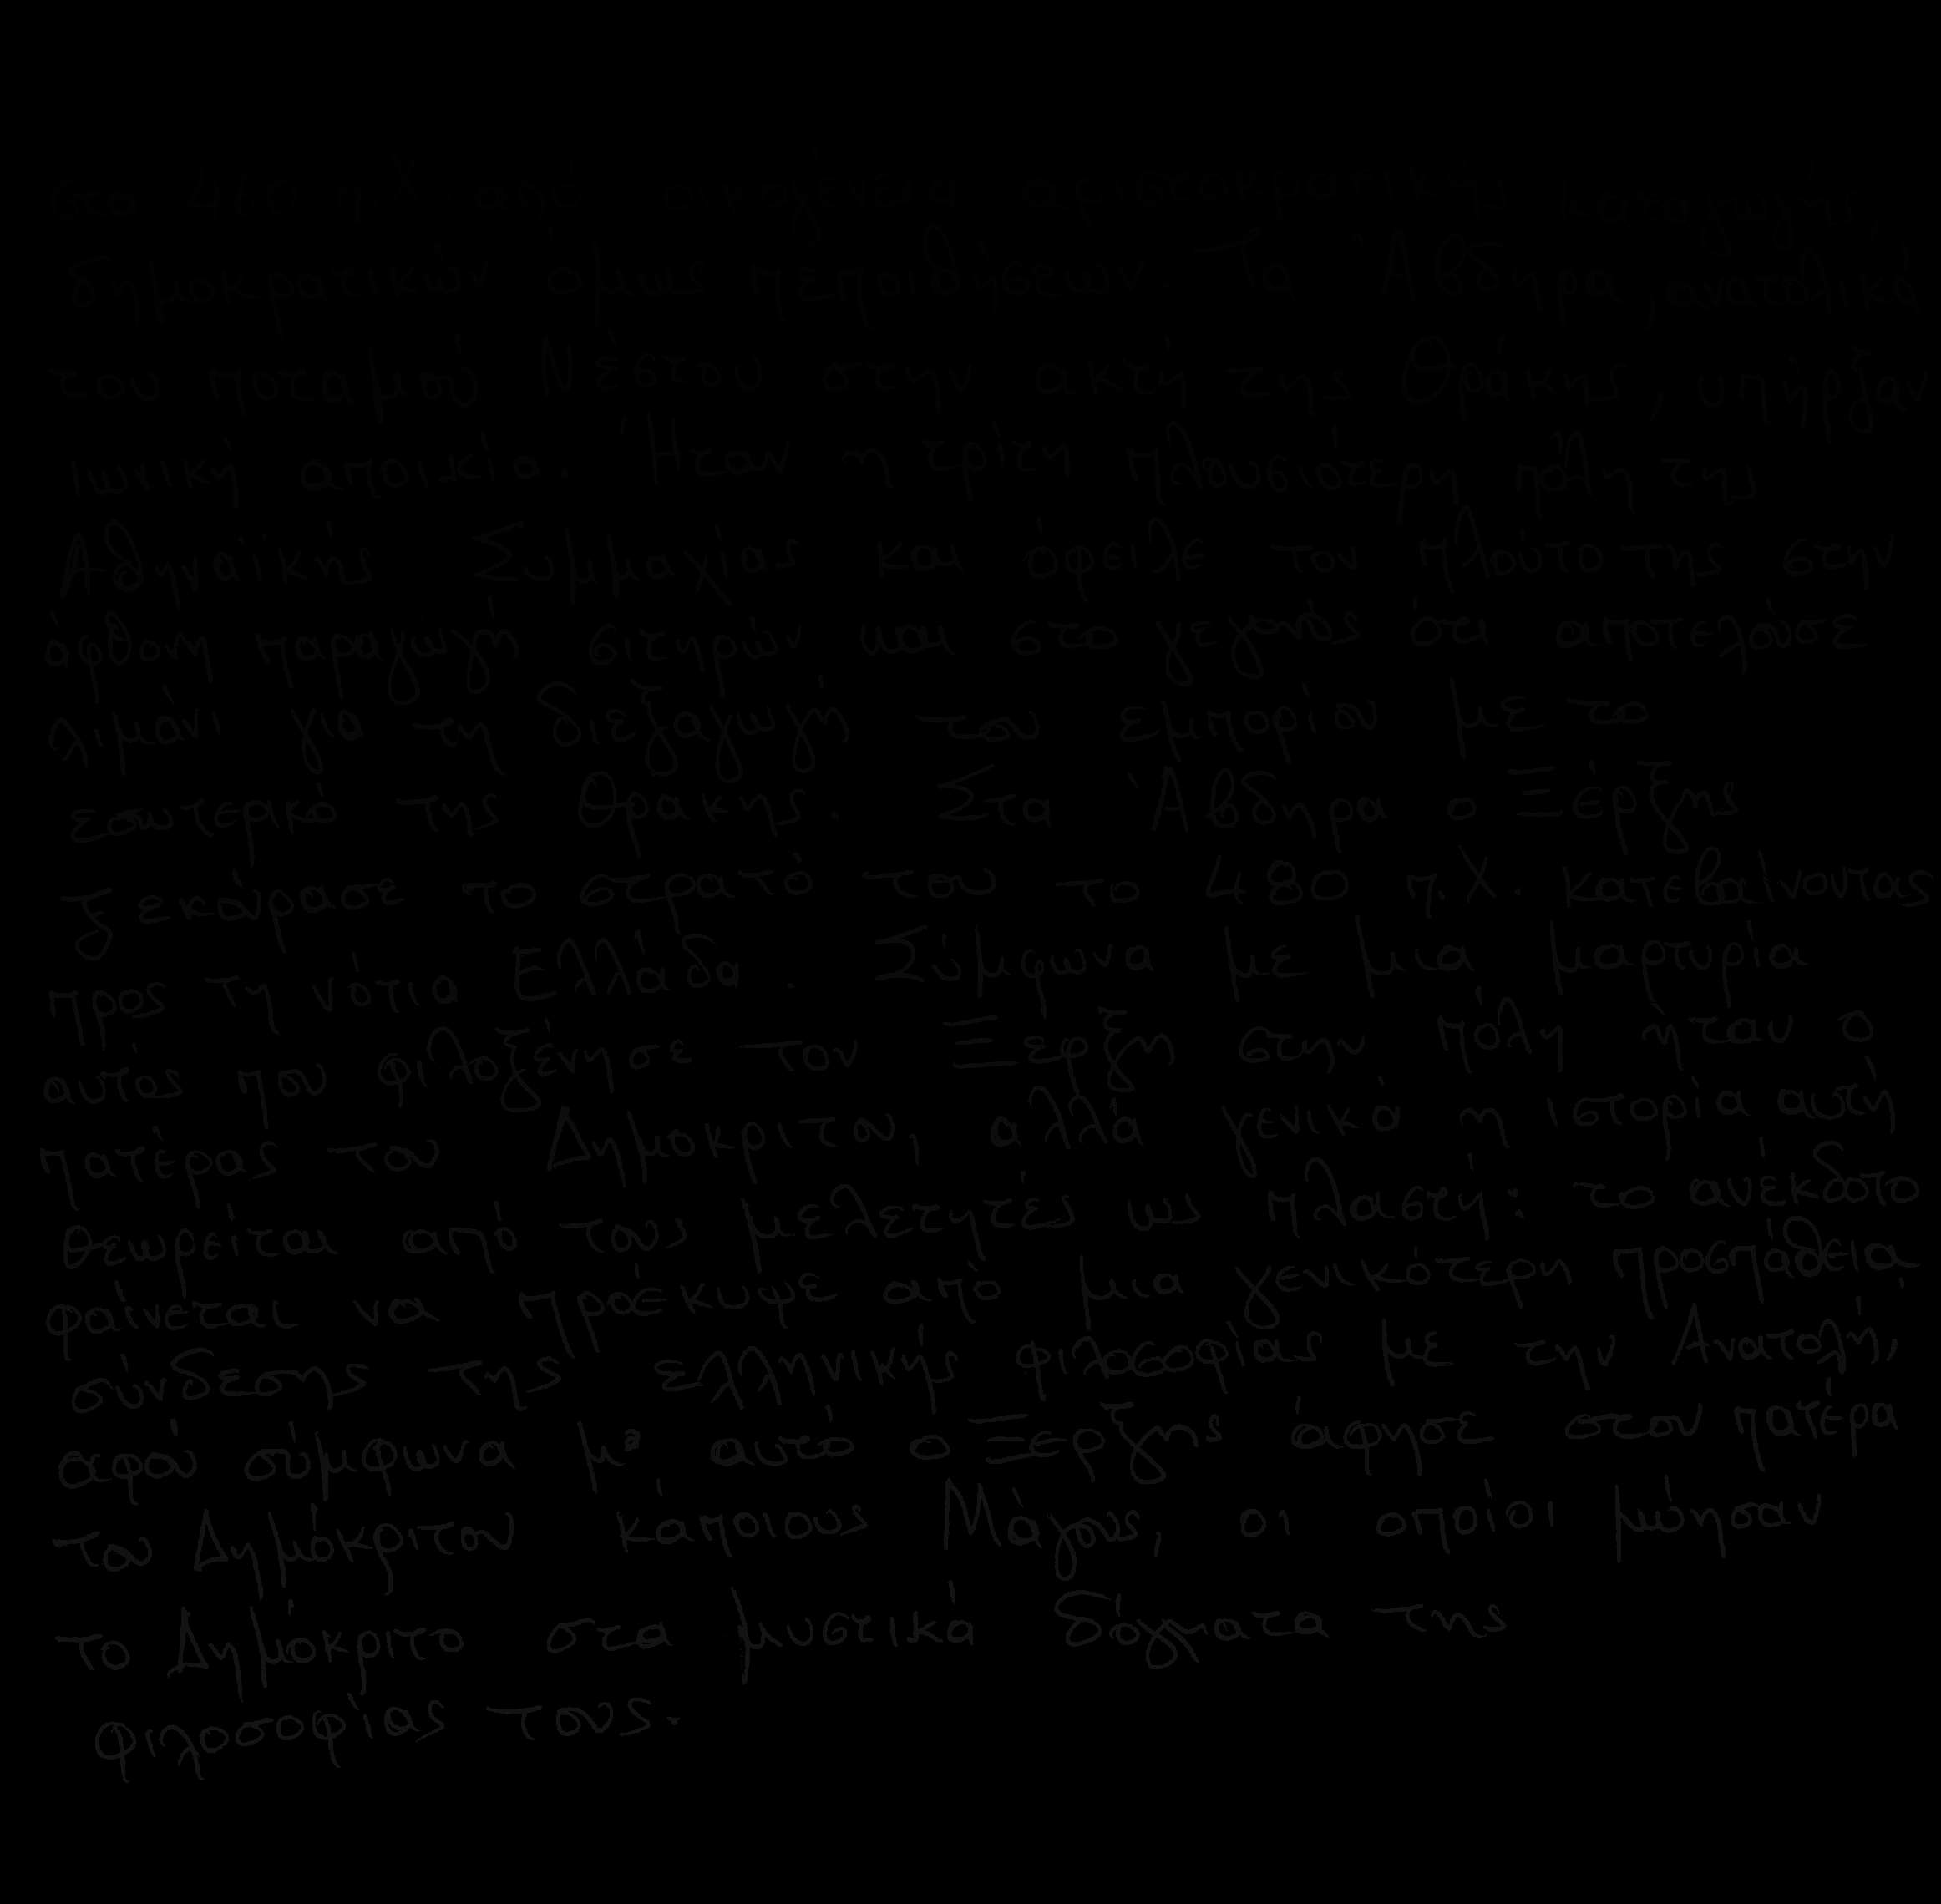 Ο Δημόκριτος γεννήθηκε στα Άβδηρα της Θράκης
στα 460 π.Χ. από οικογένεια αριστοκρατικής καταγωγής,
δημοκρατικών όμως πεποιθήσεων. Τα Άβδηρα, ανατολικά
του ποταμού Νέστου στην ακτή της Θράκης, υπήρξαν
ιωνική αποικία. Ήταν η τρίτη πλουσιότερη πόλη της
Αθηναϊκής Συμμαχίας και όφειλε τον πλούτο της στην
άφθονη παραγωγή σιτηρών και στο γεγονός ότι αποτελούσε
λιμάνι για τη διεξαγωγή του εμπορίου με το
εσωτερικό της Θρακης. Στα Άβδηρα ο Ξέρξης
ξεκούρασε το στρατό του το 480 π.Χ. κατεβαίνοντας
προς τη νότια Ελλάδα. Σύμφωνα με μια μαρτυρία
αυτός που φιλοξένησε τον Ξέρξη στην πόλη ήταν ο
πατέρας του Δημοκριτου, αλλά γενικά η ιστορία αυτή
θεωρείται από τους μελετητές ως πλαστή: το ανέκδοτο
φαίνεται να προέκυψε από μια γενικότερη προσπάθεια
σύνδεσης της ελληνικής φιλοσοφίας με την Ανατολή,
αφού σύμφωνα με αυτό ο Ξέρξης άφησε στον πατέρα
του Δημόκριτου κάποιους Μάγους, οι οποίοι μύησαν
το Δημόκριτο στα μυστικά δόγματα της
φιλοσοφίας τους.